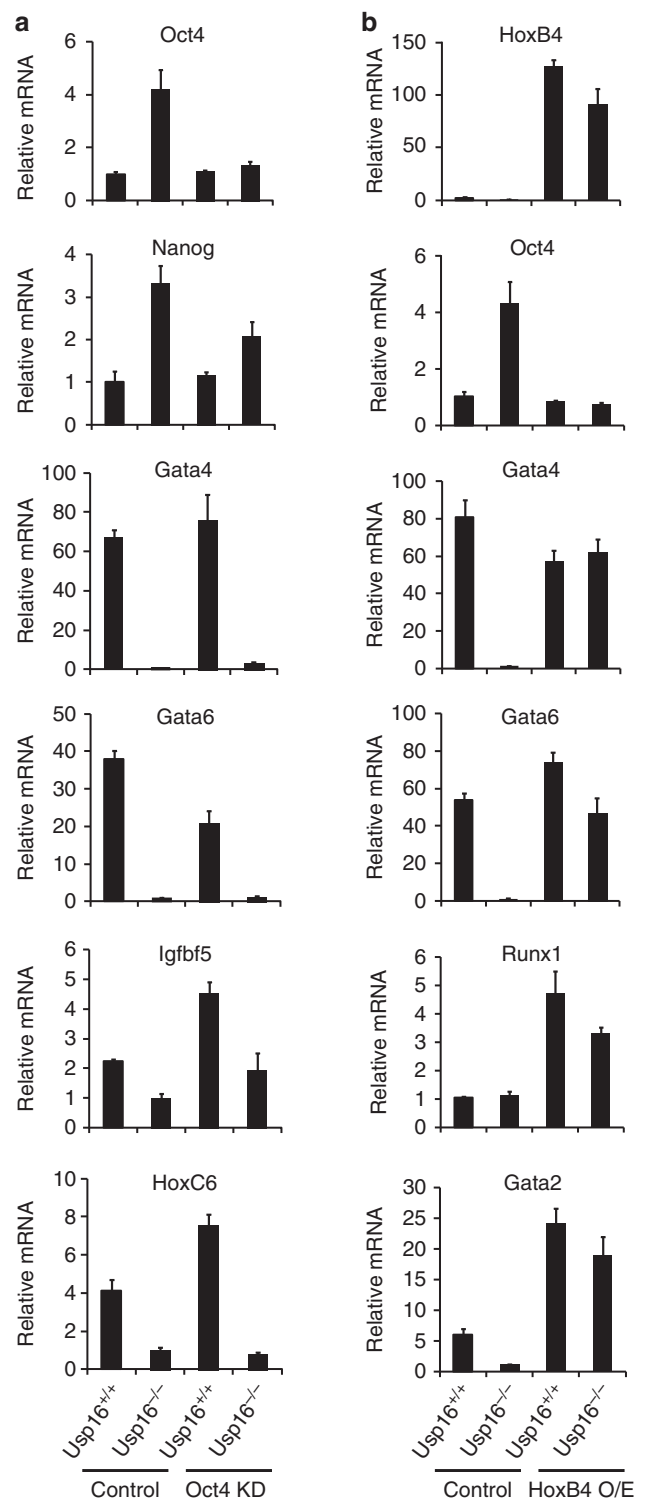 a
Oct4
Relative mRNA
6
4
2
0
Nanog
Relative mRNA
4
3
2
1
0
Gata4
Relative mRNA
100
80
60
40
20
0
Gata6
Relative mRNA
50
40
30
20
10
0
Igfbf5
Relative mRNA
6
5
4
3
2
1
0
HoxC6
Relative mRNA
10
8
6
4
2
0
Usp16+/+
Usp16–/–
Usp16+/+
Usp16–/–
Control
Oct4 KD
b
HoxB4
Relative mRNA
150
100
50
0
Oct4
Relative mRNA
6
4
2
0
Gata4
Relative mRNA
100
80
60
40
20
0
Gata6
Relative mRNA
100
80
60
40
20
0
Runx1
Relative mRNA
6
5
4
3
2
1
0
Gata2
Relative mRNA
30
25
20
15
10
5
0
Usp16+/+
Usp16–/–
Usp16+/+
Usp16–/–
Control
HoxB4 O/E